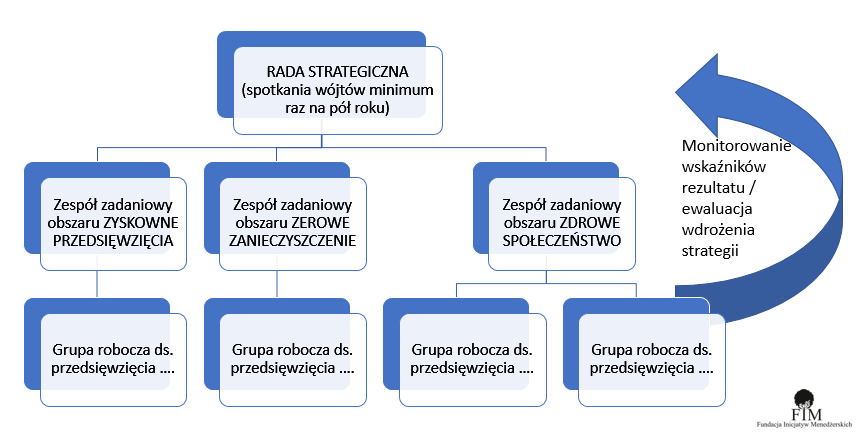 RADA STRATEGICZNA
(spotkania wójtów minimum
raz na pół roku)
Zespół zadaniowy
obszaru ZYSKOWNE
PRZEDSIĘWZIĘCIA
Zespół zadaniowy
obszaru ZEROWE
ZANIECZYSZCZENIE
Zespół zadaniowy
obszaru ZDROWE
SPOŁECZEŃSTWO
Monitorowanie
wskaźników
rezultatu /
ewaluacja
wdrożenia
strategii
Grupa robocza ds.
przedsięwzięcia ....
Grupa robocza ds.
przedsięwzięcia ....
Grupa robocza ds.
przedsięwzięcia ....
Grupa robocza ds.
przedsięwzięcia ....
FIM
Fundacja Inicjatyw Menedżerskich